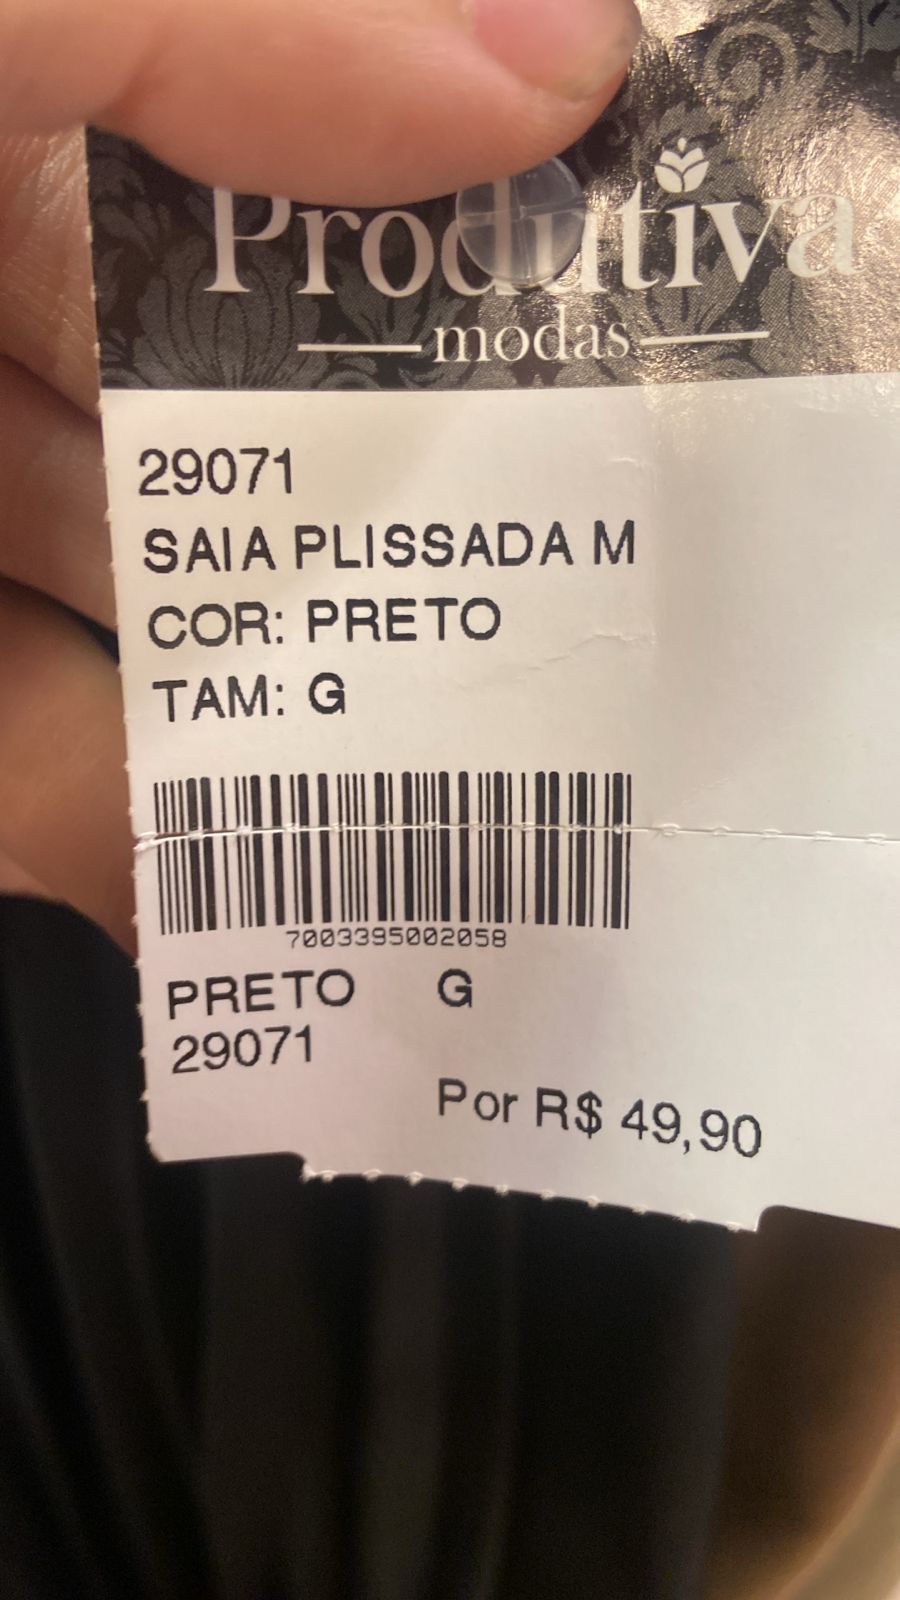 Produtiva
modas
29071
SAIA PLISSADA M
COR: PRETO
TAM: G
7003395002058
PRETO G
29071
Por R$ 49,90